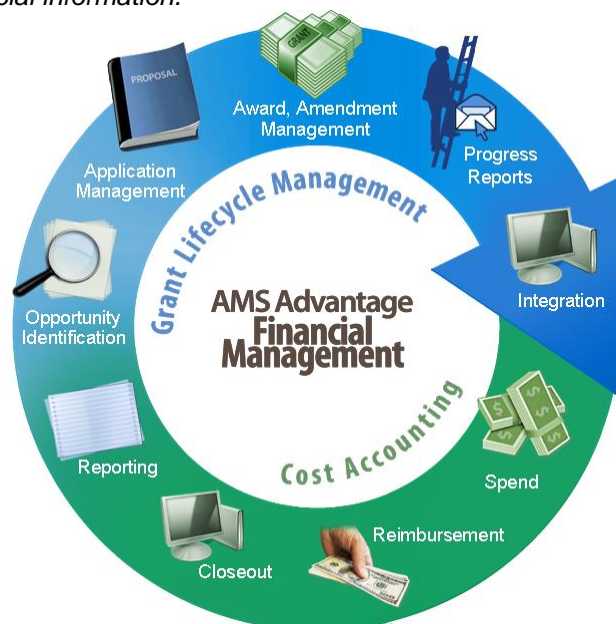 cial information.
PROPOSAL
GRANT
Award, Amendment
Management
Progress
Reports
Application
Management
Grant Lifecycle Management
Integration
Opportunity
Identification
AMS Advantage
Financial
Management
Reporting
Cost Accounting
Spend
Reimbursement
Closeout